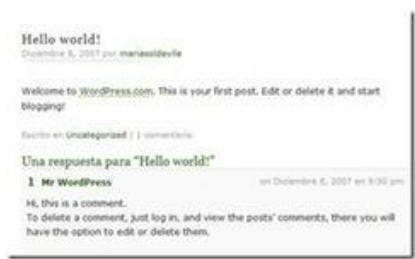 Hello world!
Diciembre 6, 2007 por mariasoldevila
Welcome to WordPress.com. This is your first post. Edit or delete it and start
blogging!
Escrito en Uncategorized | 1 comentario
Una respuesta para "Hello world!"
1 Mr WordPress
on Diciembre 6, 2007 en 9:30 pm
Hi, this is a comment.
To delete a comment, just log in, and view the posts' comments, there you will
have the option to edit or delete them.